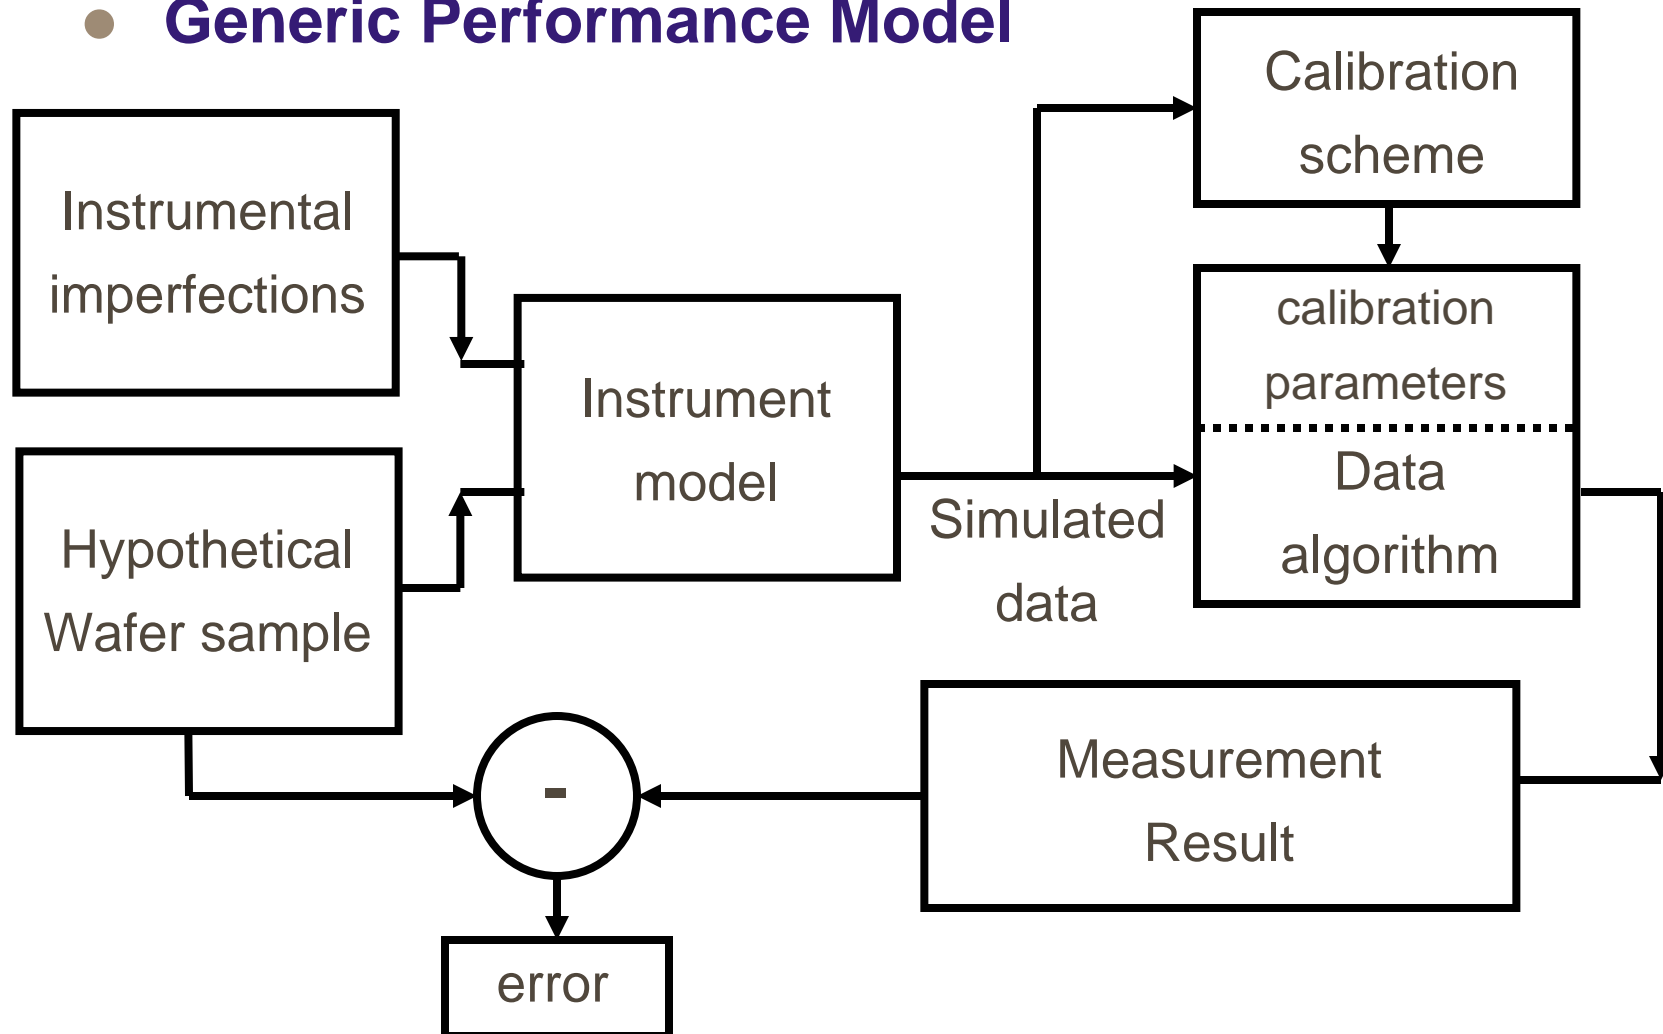 ● Generic Performance Model
Calibration
scheme
Instrumental
imperfections
calibration
parameters
Instrument
model
Data
algorithm
Simulated
data
Hypothetical
Wafer sample
Measurement
Result
-
error